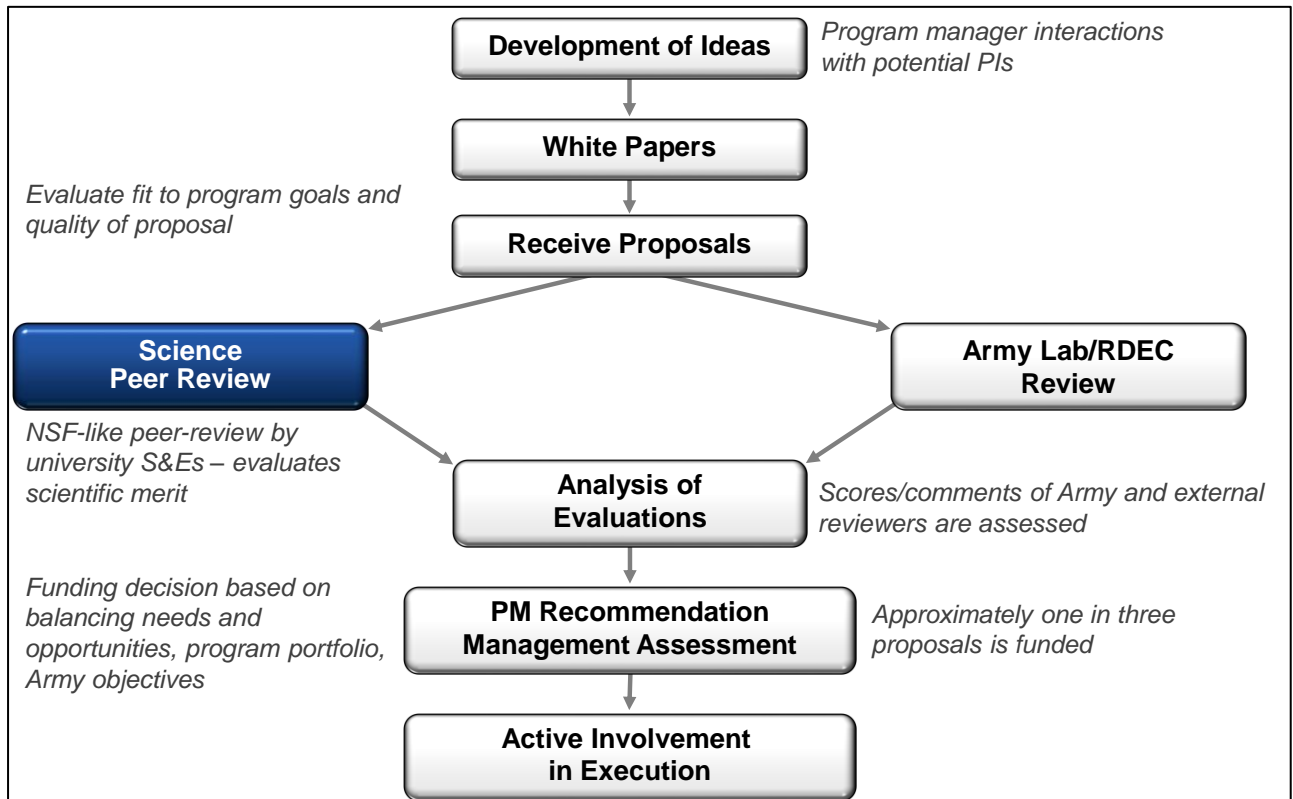 Development of Ideas
Program manager interactions
with potential PIs
White Papers
Evaluate fit to program goals and
quality of proposal
Receive Proposals
Science
Peer Review
Army Lab/RDEC
Review
NSF-like peer-review by
university S&Es – evaluates
scientific merit
Analysis of
Evaluations
Scores/comments of Army and external
reviewers are assessed
Funding decision based on
balancing needs and
opportunities, program portfolio,
Army objectives
PM Recommendation
Management Assessment
Approximately one in three
proposals is funded
Active Involvement
in Execution